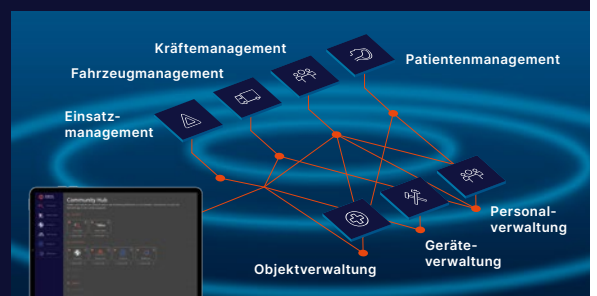 Kräftemanagement
Fahrzeugmanagement
Patientenmanagement
Einsatz-
management
Community Hub
Personal-
verwaltung
Geräte-
verwaltung
Objektverwaltung